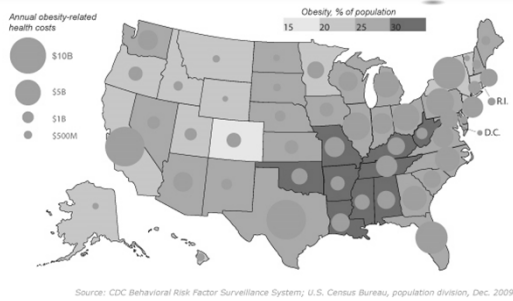 Annual obesity-related
health costs
$10B
$5B
$1B
$500M
Obesity, % of population
15 20 25 30
R.I.
D.C.
Source: CDC Behavioral Risk Factor Surveillance System; U.S. Census Bureau, population division, Dec. 2009